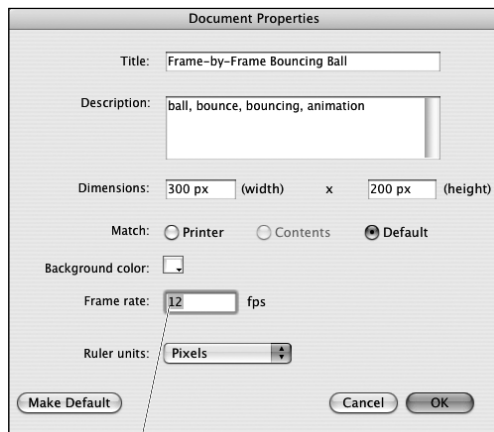 Document Properties
Title: Frame-by-Frame Bouncing Ball
Description: ball, bounce, bouncing, animation
Dimensions: 300 px (width) x 200 px (height)
Match: Printer Contents Default
Background color:
Frame rate: 12 fps
Ruler units: Pixels
Make Default Cancel OK